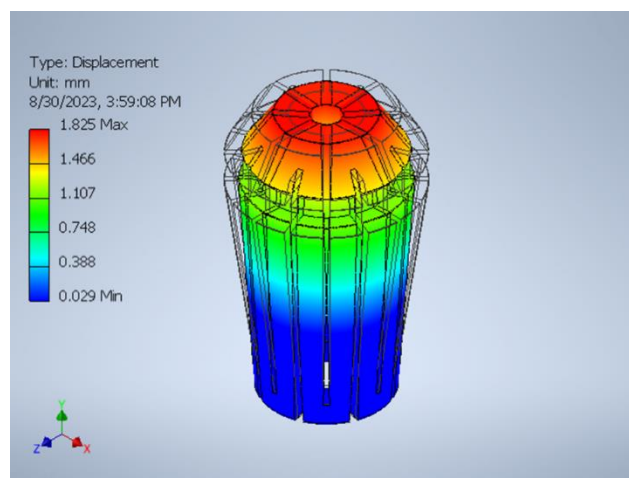 Type: Displacement
Unit: mm
8/30/2023, 3:59:08 PM
1.825 Max
1.466
1.107
0.748
0.388
0.029 Min
Y
Z
X